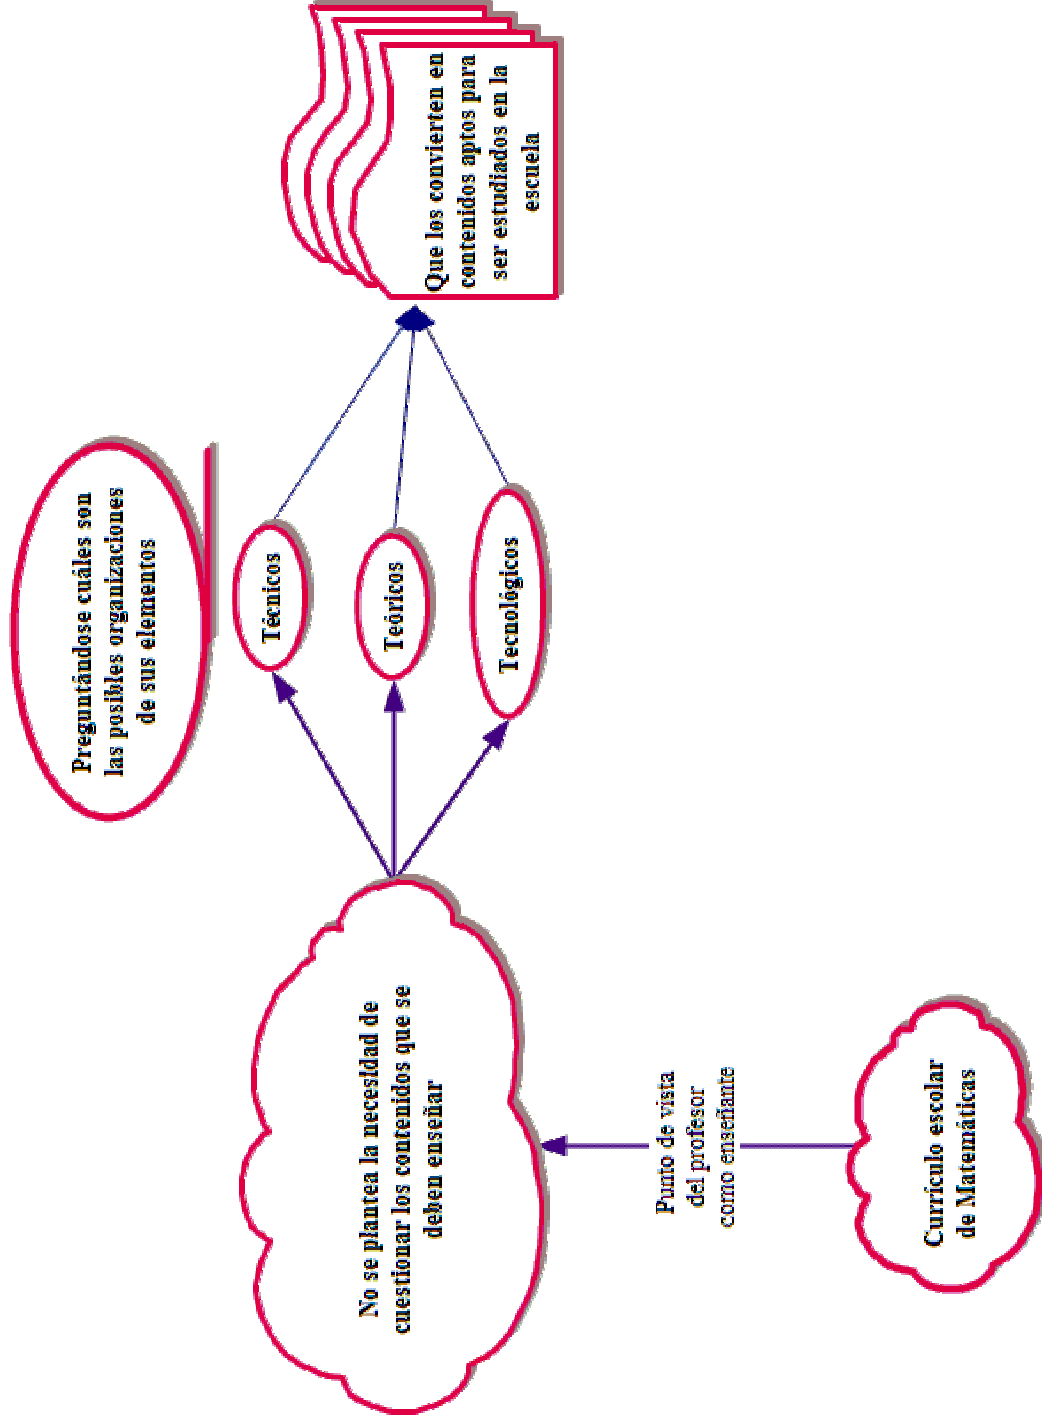 Preguntándose cuáles son
las posibles organizaciones
de sus elementos
No se plantea la necesidad de
cuestionar los contenidos que se
deben enseñar
Técnicos
Teóricos
Tecnológicos
Que los convierten en
contenidos aptos para
ser estudiados en la
escuela
Punto de vista
del profesor
como enseñante
Currículo escolar
de Matemáticas